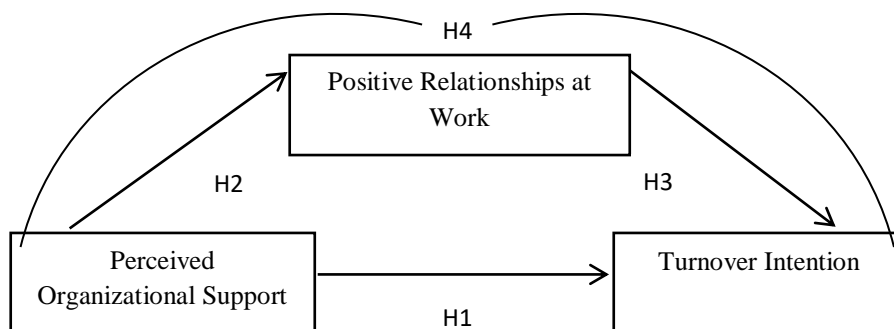 H4
Positive Relationships at
Work
H2
H3
Perceived
Organizational Support
Turnover Intention
H1